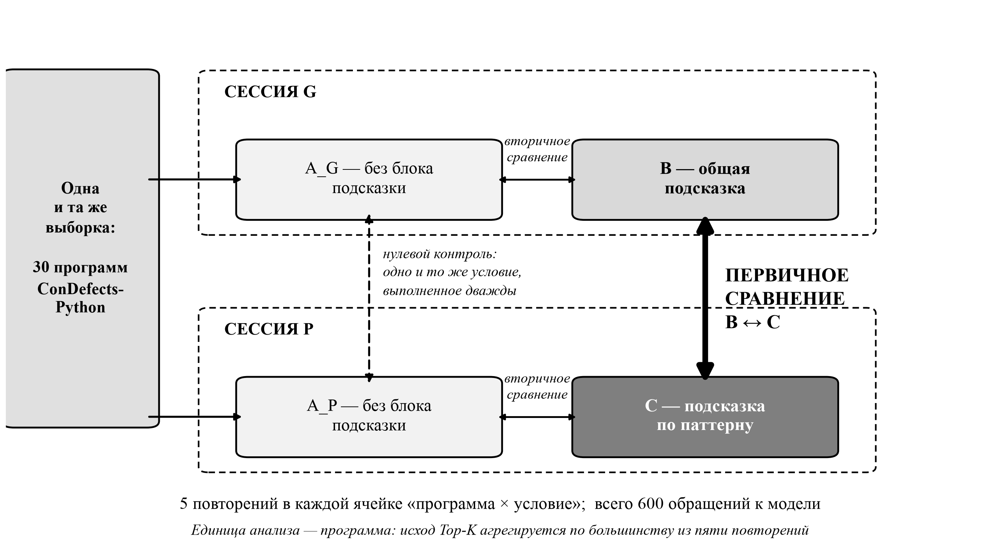 Одна
и та же
выборка:
30 программ
ConDefects-
Python
СЕССИЯ G
A_G — без блока
подсказки
вторичное
сравнение
B — общая
подсказка
нулевой контроль:
одно и то же условие,
выполненное дважды
ПЕРВИЧНОЕ
СРАВНЕНИЕ
B ↔ C
СЕССИЯ P
A_P — без блока
подсказки
вторичное
сравнение
C — подсказка
по паттерну
5 повторений в каждой ячейке «программа × условие»; всего 600 обращений к модели
Единица анализа — программа: исход Top-K агрегируется по большинству из пяти повторений